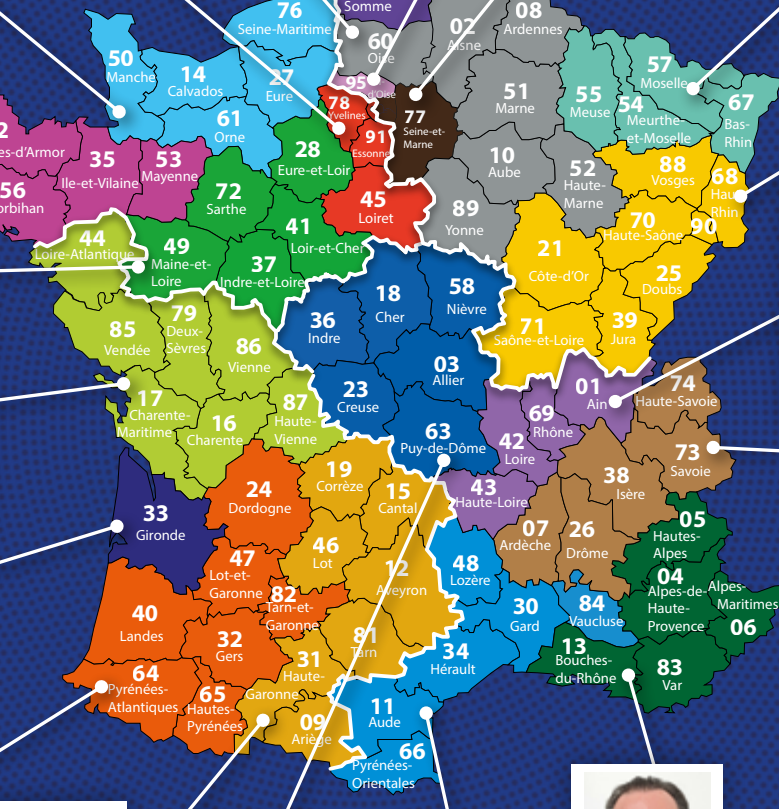 76
Seine-Maritime
Somme
60
Oise
02
Aisne
08
Ardennes
50
Manche
14
Calvados
27
Eure
95
d'Oise
78
Yvelines
91
Essonne
77
Seine-et-
Marne
51
Marne
55
Meuse
57
Moselle
54
Meurthe-
et-Moselle
67
Bas-
Rhin
61
Orne
2
es-d'Armor
35
Ile-et-Vilaine
53
Mayenne
56
orbihan
28
Eure-et-Loir
72
Sarthe
45
Loiret
10
Aube
52
Haute-
Marne
88
Vosges
68
Rhin
89
Yonne
70
Haute-Saône
90
44
Loire-Atlantique
49
Maine-et-
Loire
41
Loir-et-Cher
37
Indre-et-Loire
21
Côte-d'Or
25
Doubs
18
Cher
58
Nièvre
36
Indre
71
Saône-et-Loire
39
Jura
85
Vendée
79
Deux-
Sèvres
86
Vienne
03
Allier
23
Creuse
01
Ain
74
Haute-Savoie
17
Charente-
Maritime
16
Charente
87
Haute-
Vienne
63
Puy-de-Dôme
69
Rhône
42
Loire
73
Savoie
38
Isère
19
Corrèze
15
Cantal
43
Haute-Loire
24
Dordogne
33
Gironde
07
Ardèche
26
Drôme
05
Hautes-
Alpes
46
Lot
12
Aveyron
48
Lozère
47
Lot-et-
Garonne
82
Tarn-et-
Garonne
04
Alpes-de-
Haute-
Provence
Alpes-
Maritimes
06
40
Landes
32
Gers
81
Tarn
30
Gard
84
Vaucluse
34
Hérault
13
Bouches-
du-Rhône
83
Var
31
Haute-
Garonne
64
Pyrénées-
Atlantiques
65
Hautes-
Pyrénées
09
Ariège
11
Aude
66
Pyrénées-
Orientales